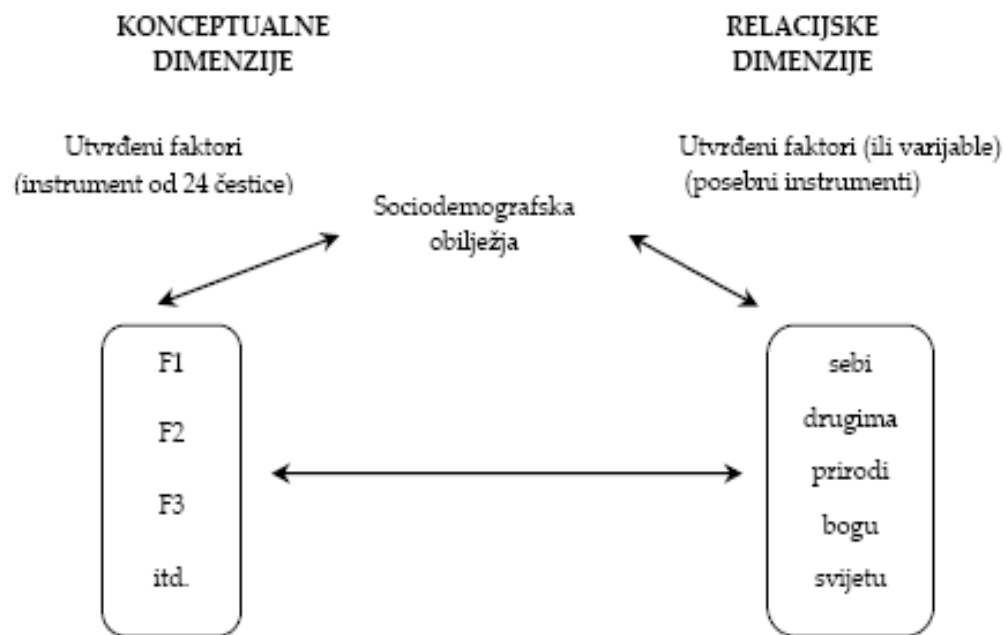 KONCEPTUALNE
DIMENZIJE
RELACIJSKE
DIMENZIJE
Utvrđeni faktori
(instrument od 24 čestice)
Utvrđeni faktori (ili varijable)
(posebni instrumenti)
Sociodemografska
obilježja
F1
F2
F3
itd.
sebi
drugima
prirodi
bogu
svijetu